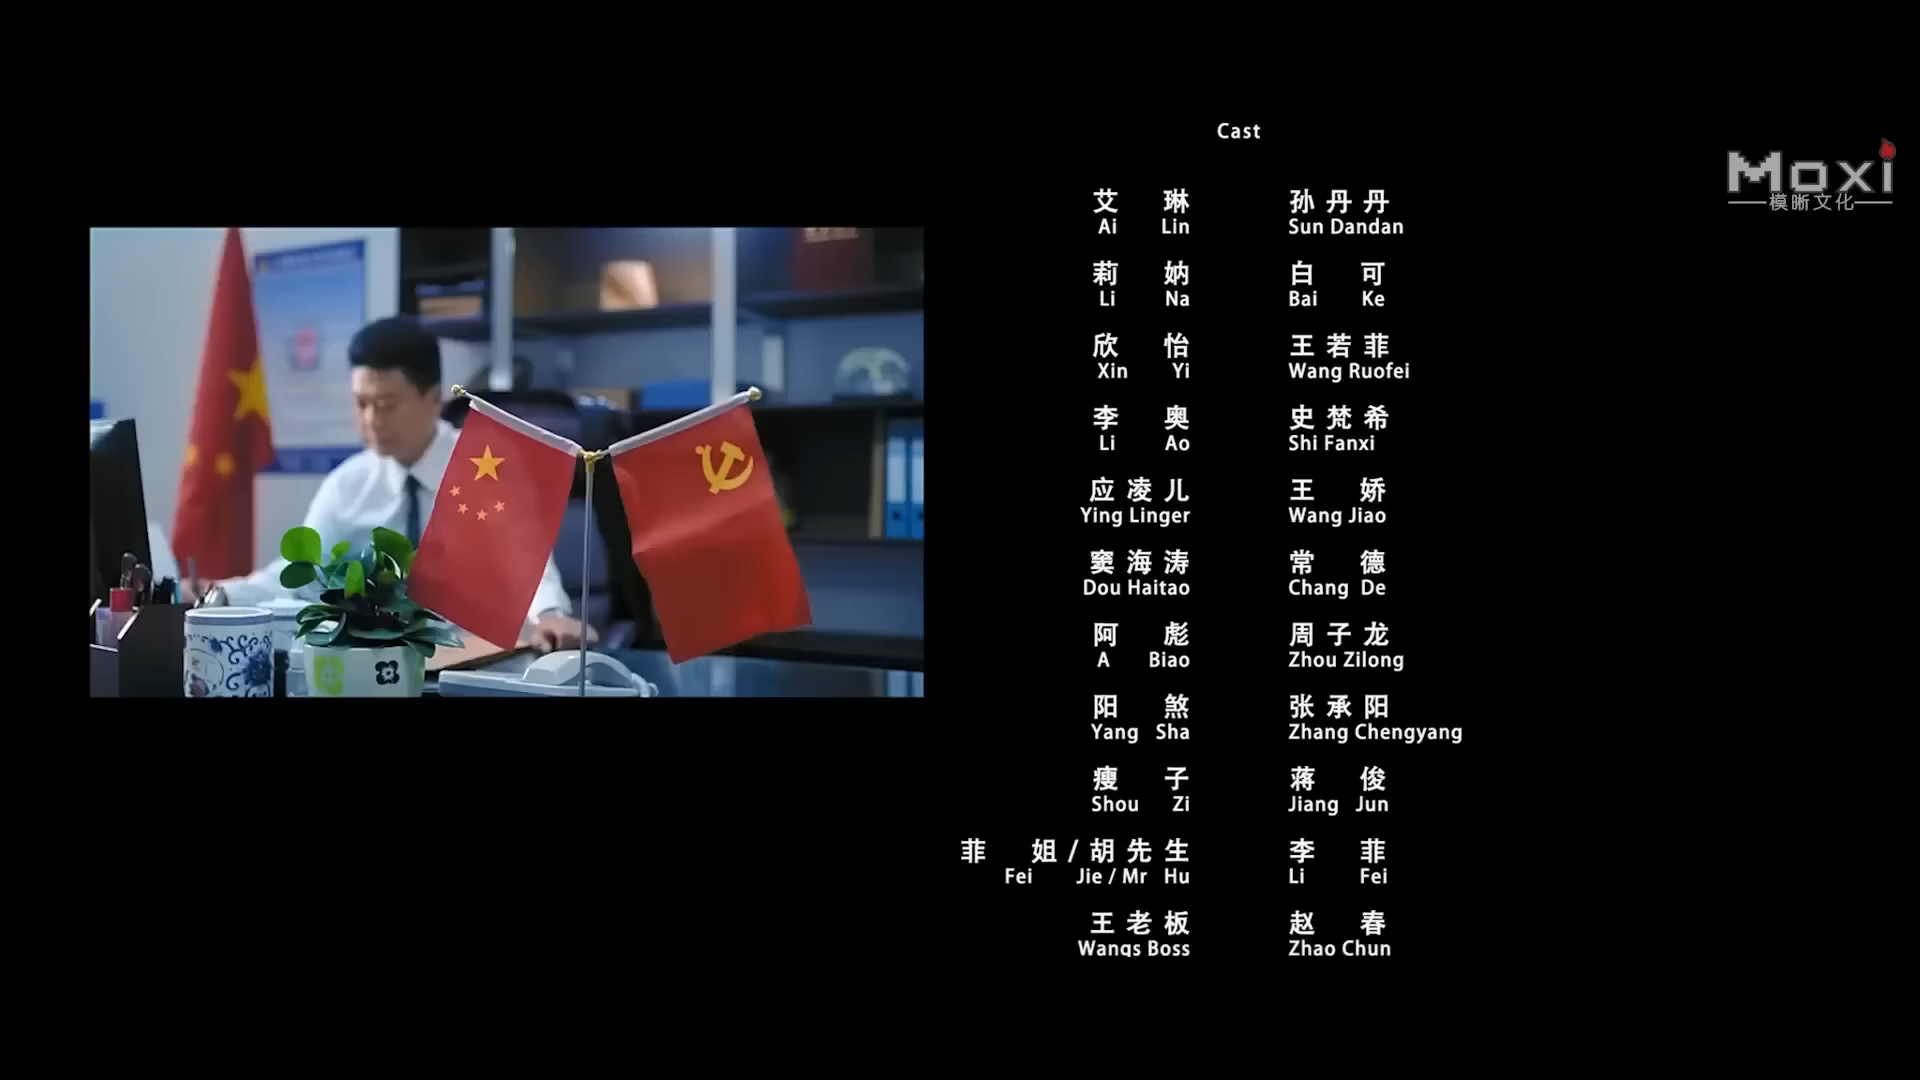 Cast
艾琳 孙丹丹
Ai Lin Sun Dandan
莉妠 白可
Li Na Bai Ke
欣怡 王若菲
Xin Yi Wang Ruofei
李奥 史梵希
Li Ao Shi Fanxi
应凌儿 王娇
Ying Linger Wang Jiao
窦海涛 常德
Dou Haitao Chang De
阿彪 周子龙
A Biao Zhou Zilong
阳煞 张承阳
Yang Sha Zhang Chengyang
瘦子 蒋俊
Shou Zi Jiang Jun
菲姐/胡先生 李菲
Fei Jie / Mr Hu Li Fei
王老板 赵春
Wangs Boss Zhao Chun
Moxi
模晰文化